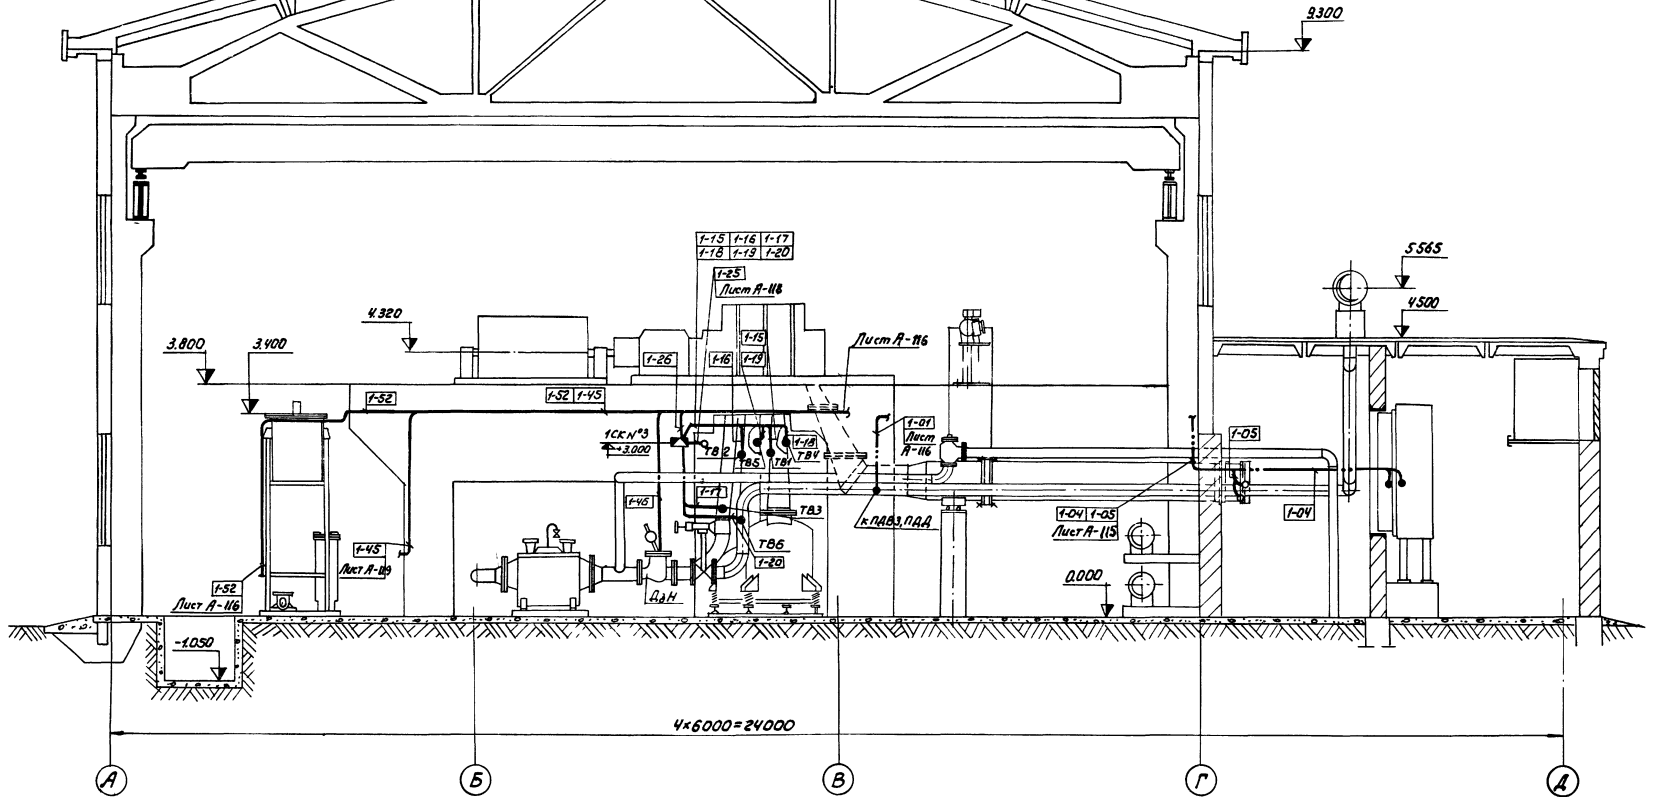 9.300
1-15 1-16 1-17
1-18 1-19 1-20
1-25
Лист А-118
5.565
4.500
4.320
3.800
3.400
1-15
1-26
1-16
1-19
Лист А-116
1-52
1-52 1-45
1СК №3
+3.000
ТВ2
ТВ5
ТВ1
1-18
ТВ4
1-01
Лист
А-116
1-05
1-45
1-17
ТВ3
к ПДВЗ, ПДД
1-04 1-05
Лист А-115
1-04
ТВ6
1-20
1-45
Лист А-119
1-52
Лист А-116
ДдН
0.000
-1.050
4×6000=24000
А
Б
В
Г
Д